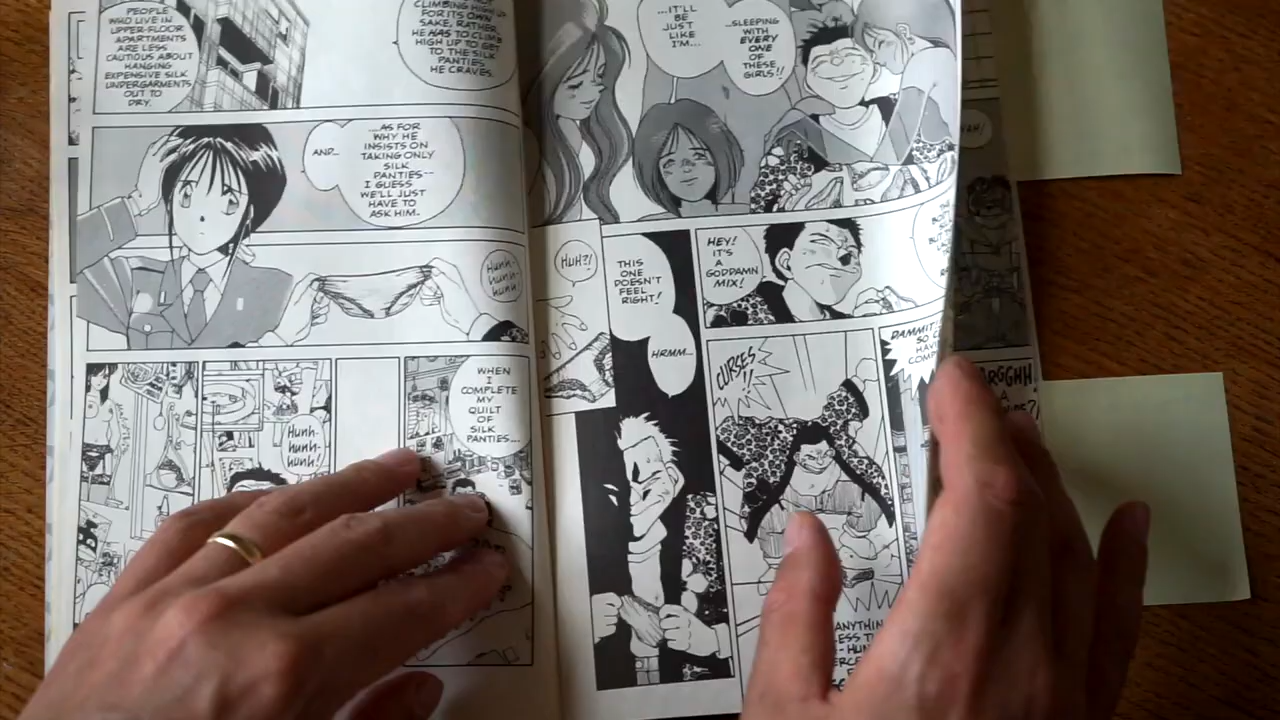 PEOPLE
WHO LIVE IN
UPPER-FLOOR
APARTMENTS
ARE LESS
CAUTIOUS ABOUT
HANGING
EXPENSIVE SILK
UNDERGARMENTS
OUT TO
DRY.
CLIMBING
FOR ITS OWN
SAKE. RATHER,
HE HAS TO CLIMB
HIGH UP TO GET
TO THE SILK
PANTIES
HE CRAVES.
AND...
...AS FOR
WHY HE
INSISTS ON
TAKING ONLY
SILK
PANTIES--
I GUESS
WE'LL JUST
HAVE TO
ASK HIM.
Hunh-
hunh-
hunh!
Hunh-
hunh-
hunh!
WHEN
I
COMPLETE
MY
QUILT
OF
SILK
PANTIES...
...IT'LL
BE
JUST
LIKE
I'M...
...SLEEPING
WITH
EVERY
ONE
OF
THESE
GIRLS!!
HUH?!
THIS
ONE
DOESN'T
FEEL
RIGHT!
HRMM...
HEY!
IT'S
A
GODDAMN
MIX!
CURSES
!!
DAMMIT
SO
ANYTHING